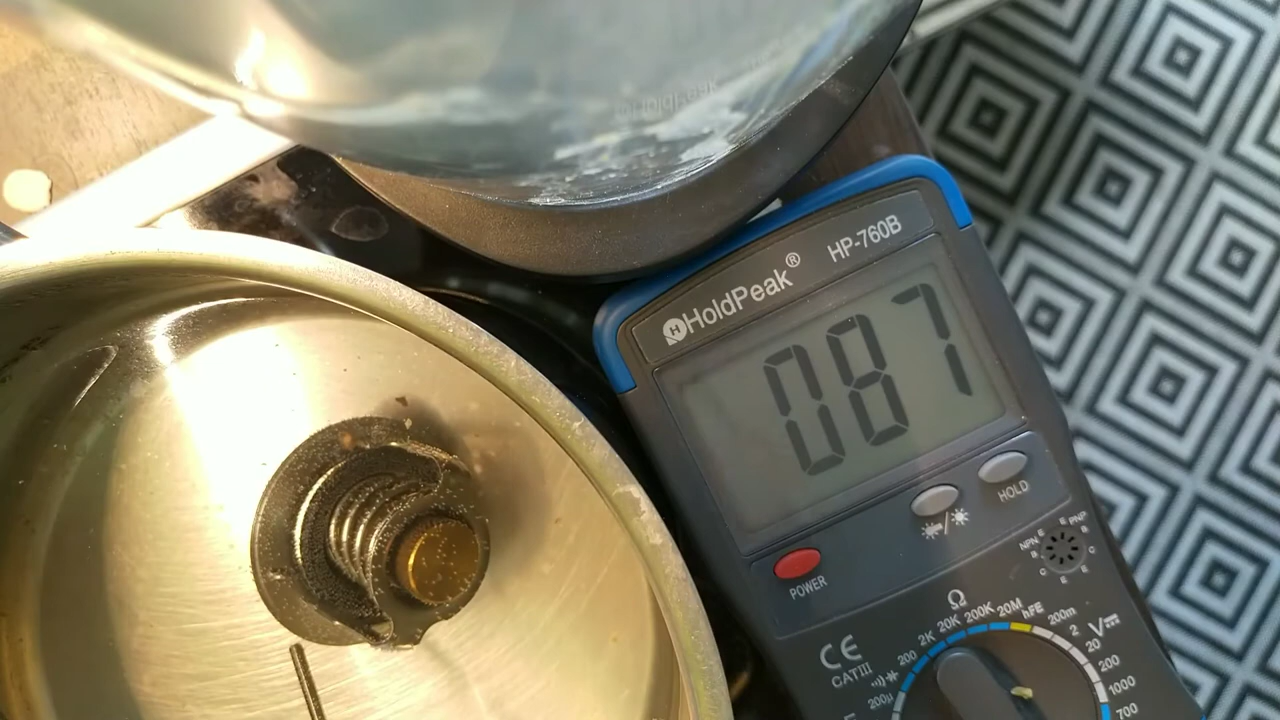 HoldPeak® HP-760B
087
HOLD
POWER
PNP
NPN
E
B
C
E
E
B
C
E
Ω
2K 20K 200K 20M hFE 200m
200
200µ
2
20
200
1000
700
V
CE
CATIII